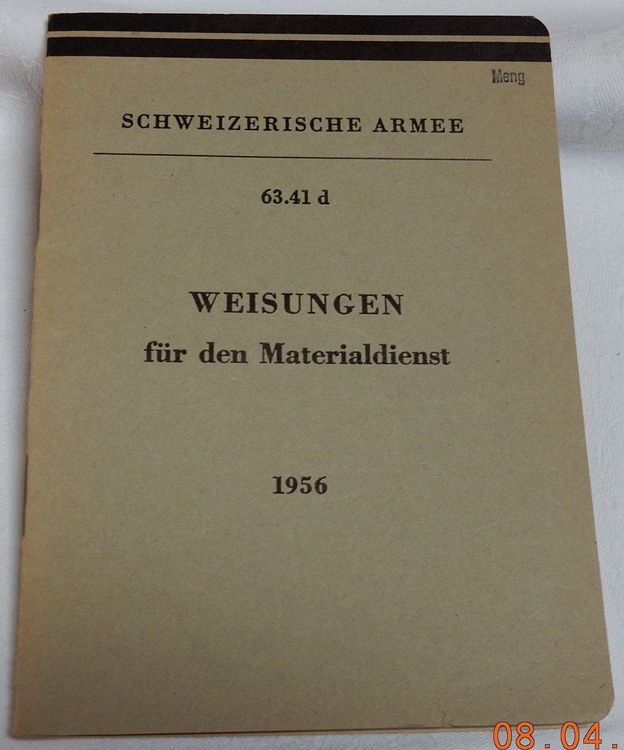 Meng
SCHWEIZERISCHE ARMEE
63.41 d
WEISUNGEN
für den Materialdienst
1956
08.04.